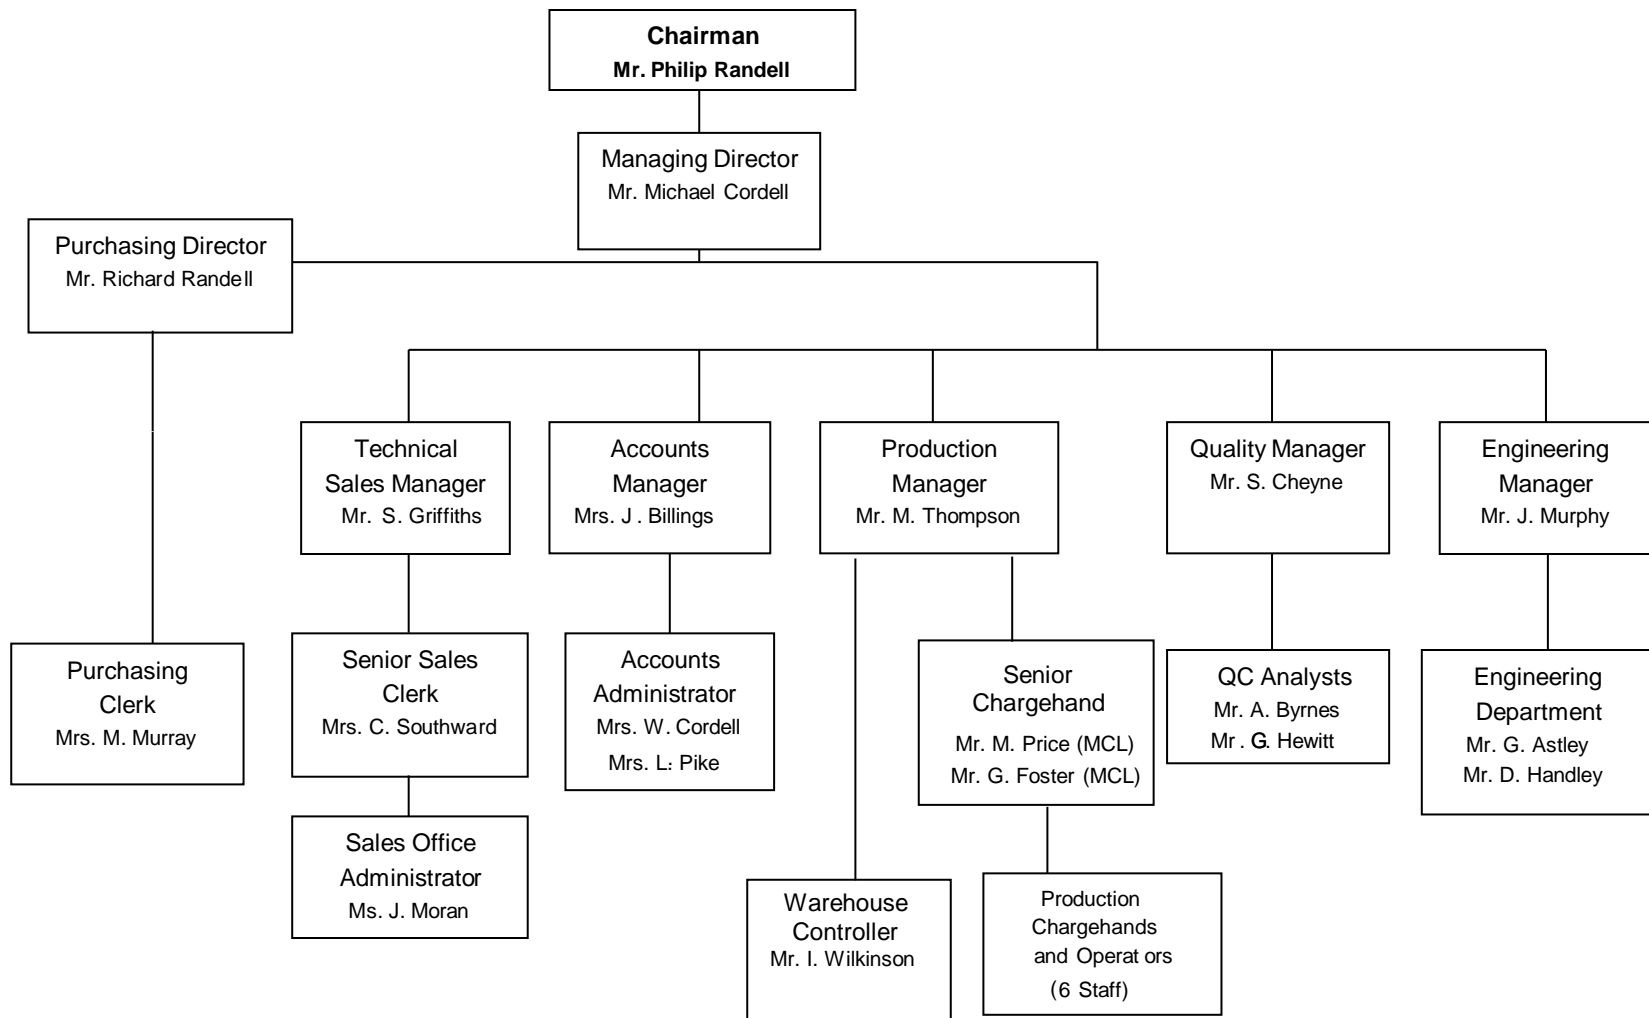 Chairman
Mr. Philip Randell
Managing Director
Mr. Michael Cordell
Purchasing Director
Mr. Richard Randell
Technical
Sales Manager
Mr. S. Griffiths
Accounts
Manager
Mrs. J. Billings
Production
Manager
Mr. M. Thompson
Quality Manager
Mr. S. Cheyne
Engineering
Manager
Mr. J. Murphy
Purchasing
Clerk
Mrs. M. Murray
Senior Sales
Clerk
Mrs. C. Southward
Accounts
Administrator
Mrs. W. Cordell
Mrs. L. Pike
Senior
Chargehand
Mr. M. Price (MCL)
Mr. G. Foster (MCL)
QC Analysts
Mr. A. Byrnes
Mr. G. Hewitt
Engineering
Department
Mr. G. Astley
Mr. D. Handley
Sales Office
Administrator
Ms. J. Moran
Warehouse
Controller
Mr. I. Wilkinson
Production
Chargehands
and Operators
(6 Staff)